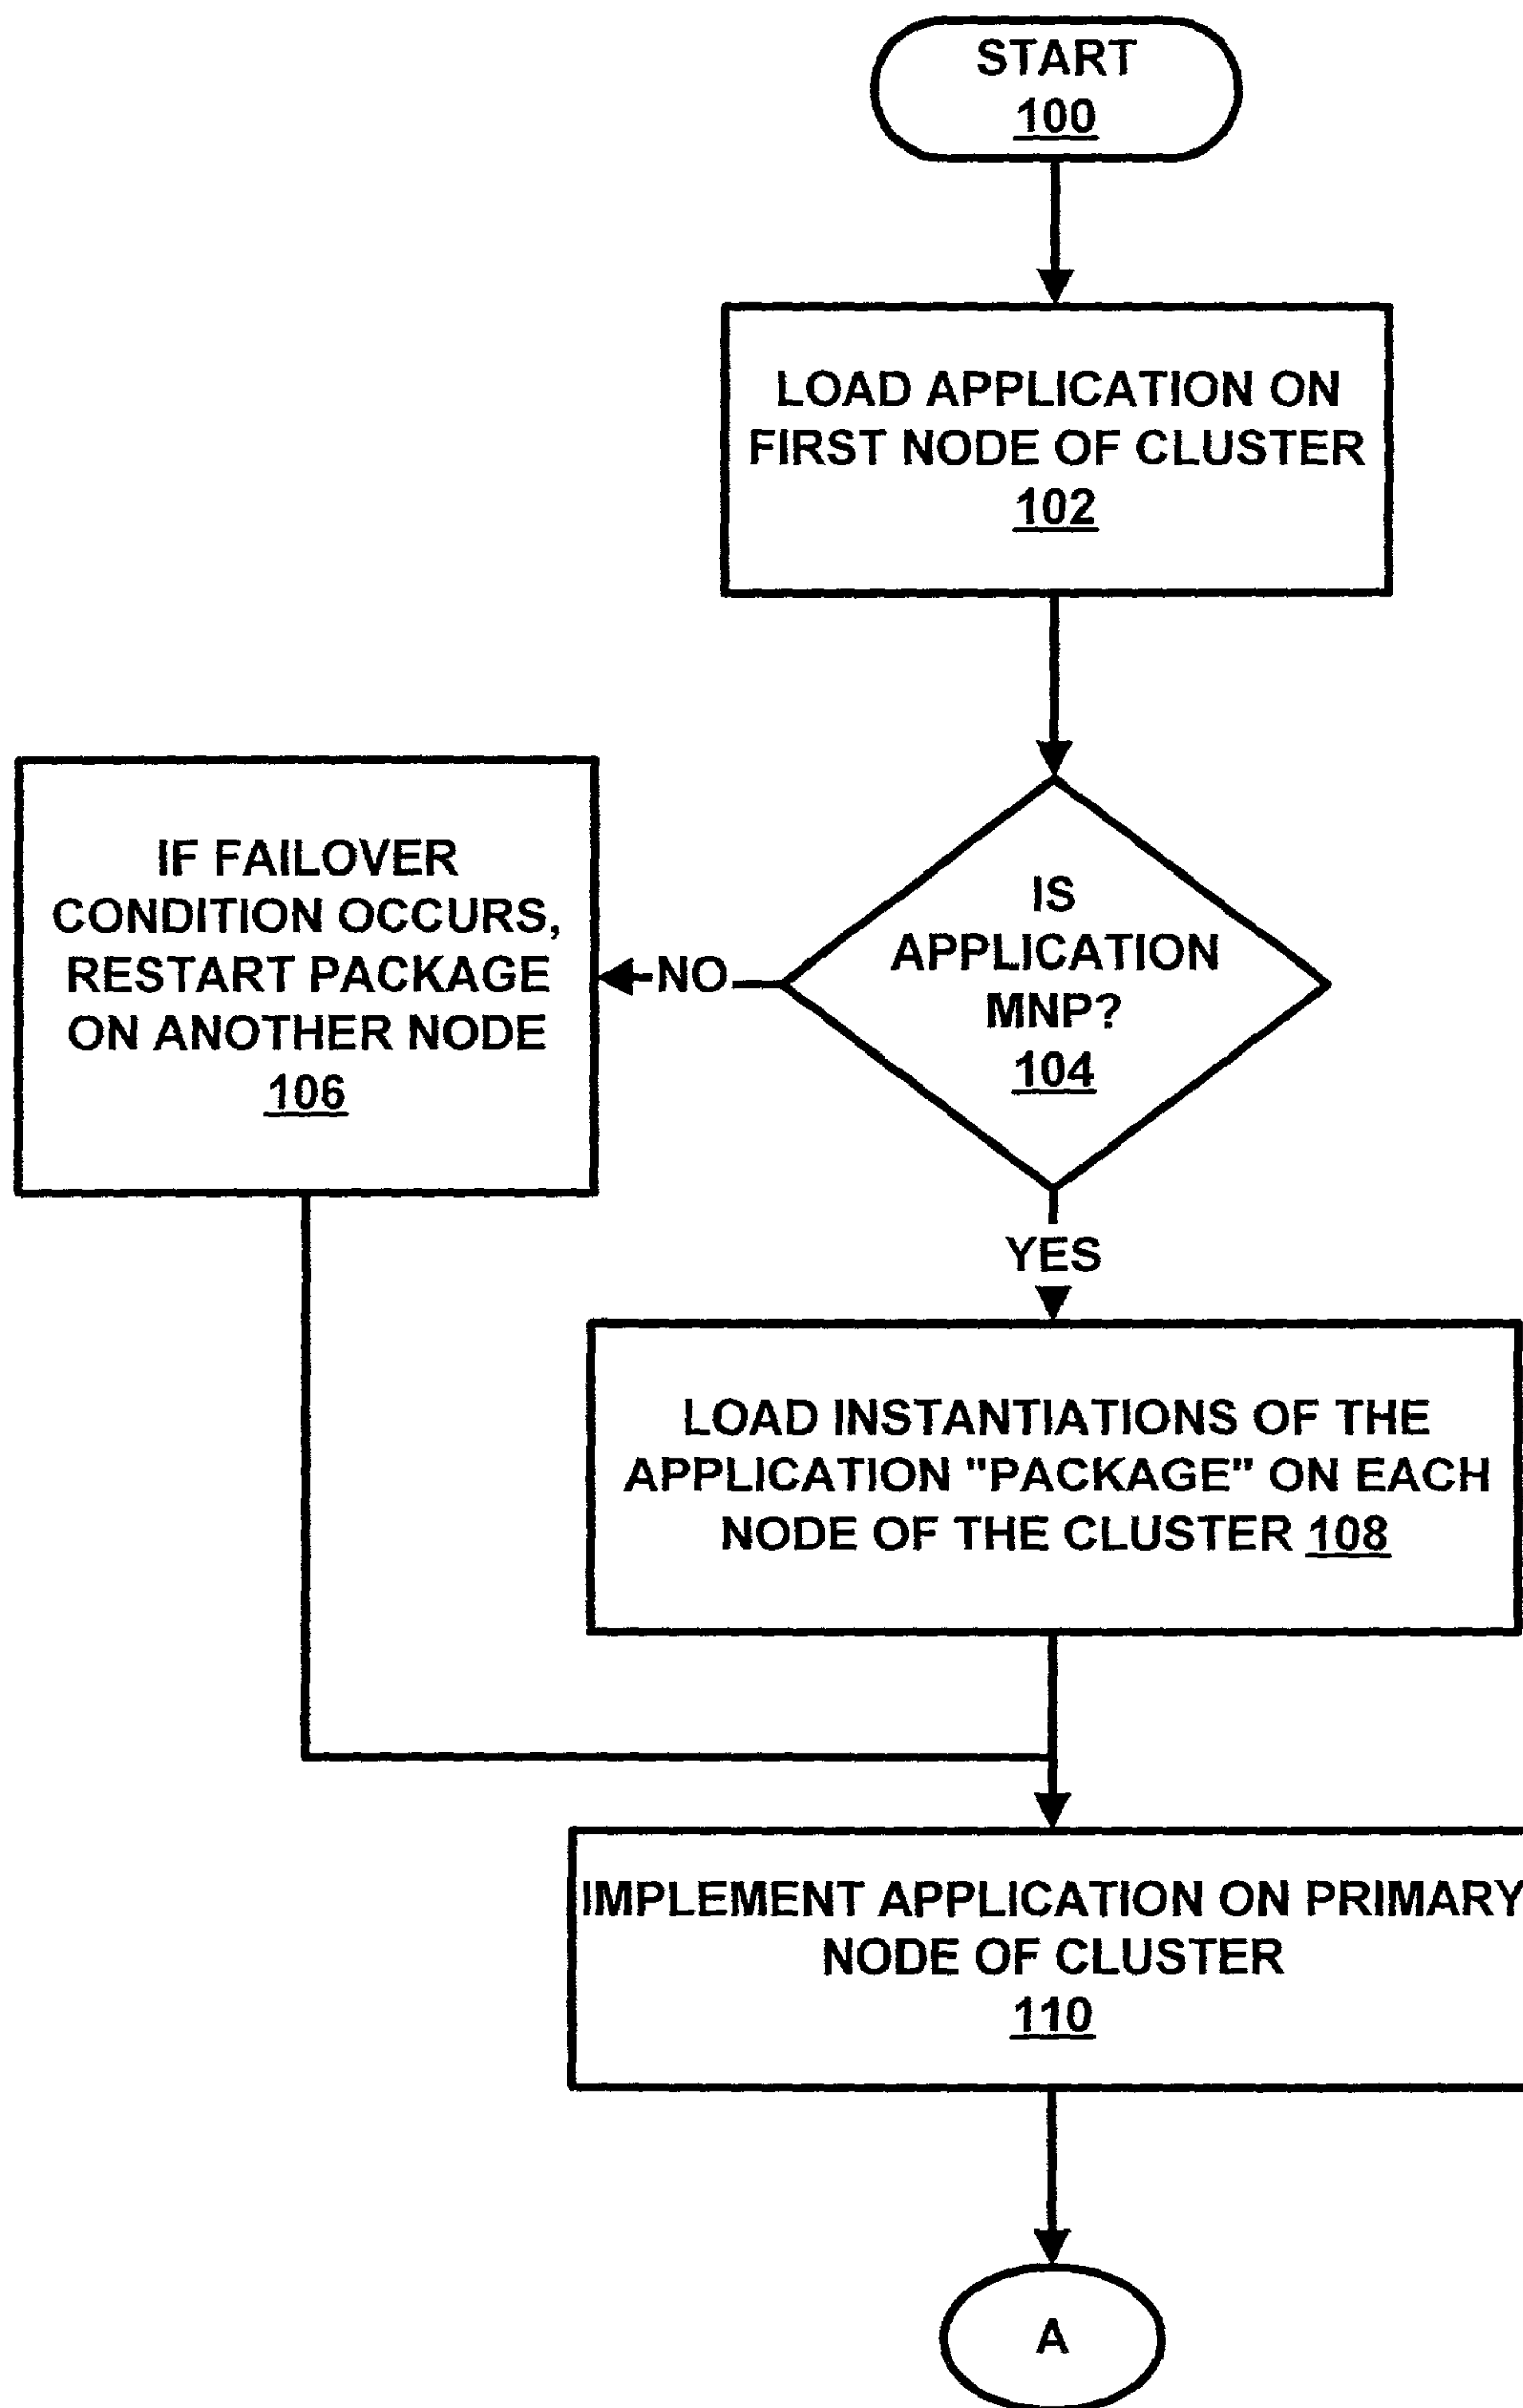 START
100
LOAD APPLICATION ON
FIRST NODE OF CLUSTER
102
IF FAILOVER
CONDITION OCCURS,
RESTART PACKAGE
ON ANOTHER NODE
106
NO
IS
APPLICATION
MNP?
104
YES
LOAD INSTANTIATIONS OF THE
APPLICATION "PACKAGE" ON EACH
NODE OF THE CLUSTER 108
IMPLEMENT APPLICATION ON PRIMARY
NODE OF CLUSTER
110
A